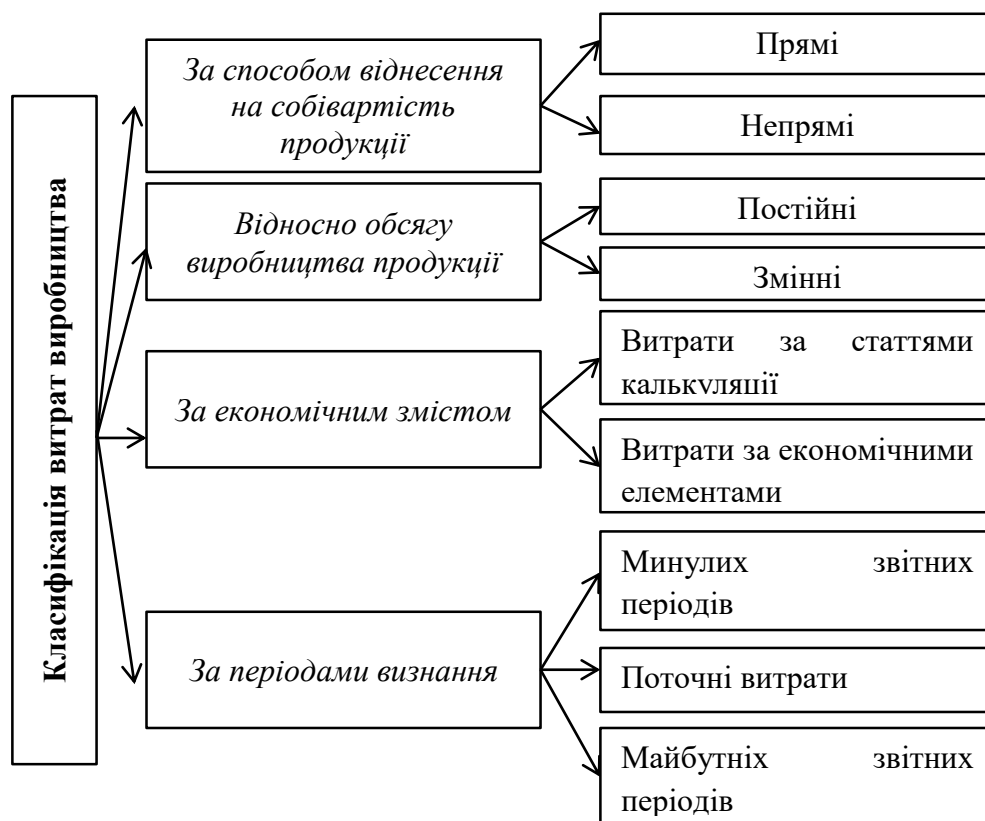 Класифікація витрат виробництва
За способом віднесення
на собівартість
продукції
Прямі
Непрямі
Відносно обсягу
виробництва продукції
Постійні
Змінні
За економічним змістом
Витрати за статтями
калькуляції
Витрати за економічними
елементами
За періодами визнання
Минулих звітних
періодів
Поточні витрати
Майбутніх звітних
періодів